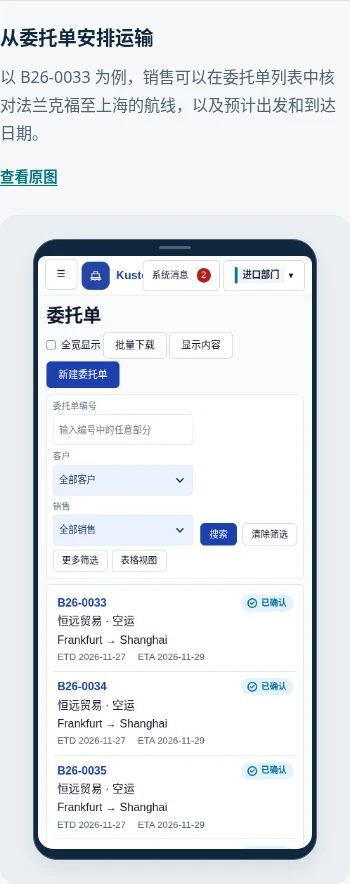 从委托单安排运输
以 B26-0033 为例，销售可以在委托单列表中核
对法兰克福至上海的航线，以及预计出发和到达
日期。
查看原图
☰ Kust 系统消息 2 进口部门 ▾
委托单
全宽显示 批量下载 显示内容
新建委托单
委托单编号
输入编号中的任意部分
客户
全部客户
销售
全部销售 搜索 清除筛选
更多筛选 表格视图
B26-0033 已确认
恒远贸易 · 空运
Frankfurt → Shanghai
ETD 2026-11-27 ETA 2026-11-29
B26-0034 已确认
恒远贸易 · 空运
Frankfurt → Shanghai
ETD 2026-11-27 ETA 2026-11-29
B26-0035 已确认
恒远贸易 · 空运
Frankfurt → Shanghai
ETD 2026-11-27 ETA 2026-11-29